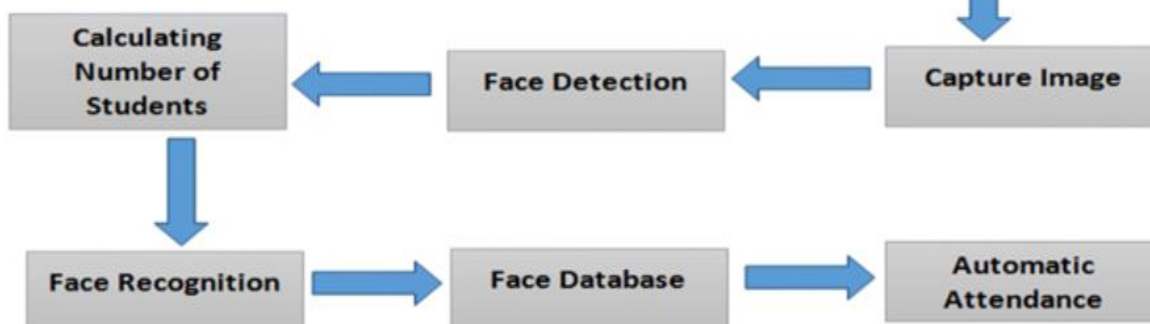 Capture Image
Face Detection
Calculating
Number of
Students
Face Recognition
Face Database
Automatic
Attendance